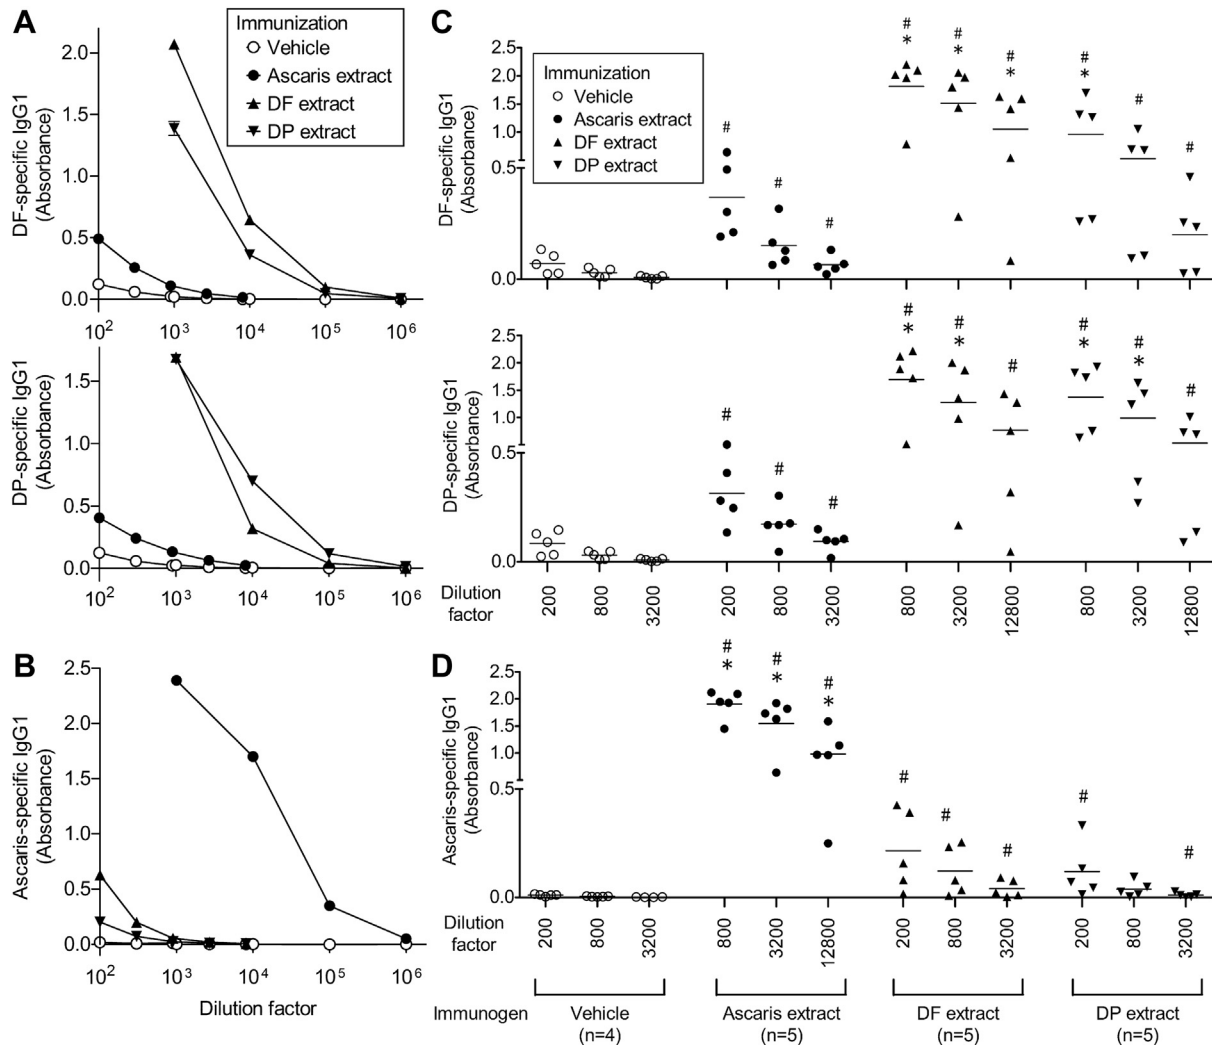 A
Immunization
Vehicle
Ascaris extract
DF extract
DP extract
DF-specific IgG1
(Absorbance)
2.0
1.5
1.0
0.5
0.0
10² 10³ 10⁴ 10⁵ 10⁶
DP-specific IgG1
(Absorbance)
1.5
1.0
0.5
0.0
10² 10³ 10⁴ 10⁵ 10⁶
B
Ascaris-specific IgG1
(Absorbance)
2.5
2.0
1.5
1.0
0.5
0.0
10² 10³ 10⁴ 10⁵ 10⁶
Dilution factor
C
Immunization
Vehicle
Ascaris extract
DF extract
DP extract
DF-specific IgG1
(Absorbance)
2.5
2.0
1.5
1.0
0.5
0.0
# # # # # # # # #
* * * *
DP-specific IgG1
(Absorbance)
2.5
2.0
1.5
1.0
0.5
0.0
# # # # # # # # #
* * * *
Dilution
factor
200 800 3200 200 800 3200 800 3200 12800 800 3200 12800
D
Ascaris-specific IgG1
(Absorbance)
2.5
2.0
1.5
1.0
0.5
0.0
# # # # # # # #
* * *
Dilution
factor
200 800 3200 800 3200 12800 200 800 3200 200 800 3200
Immunogen Vehicle Ascaris extract DF extract DP extract
(n=4) (n=5) (n=5) (n=5)